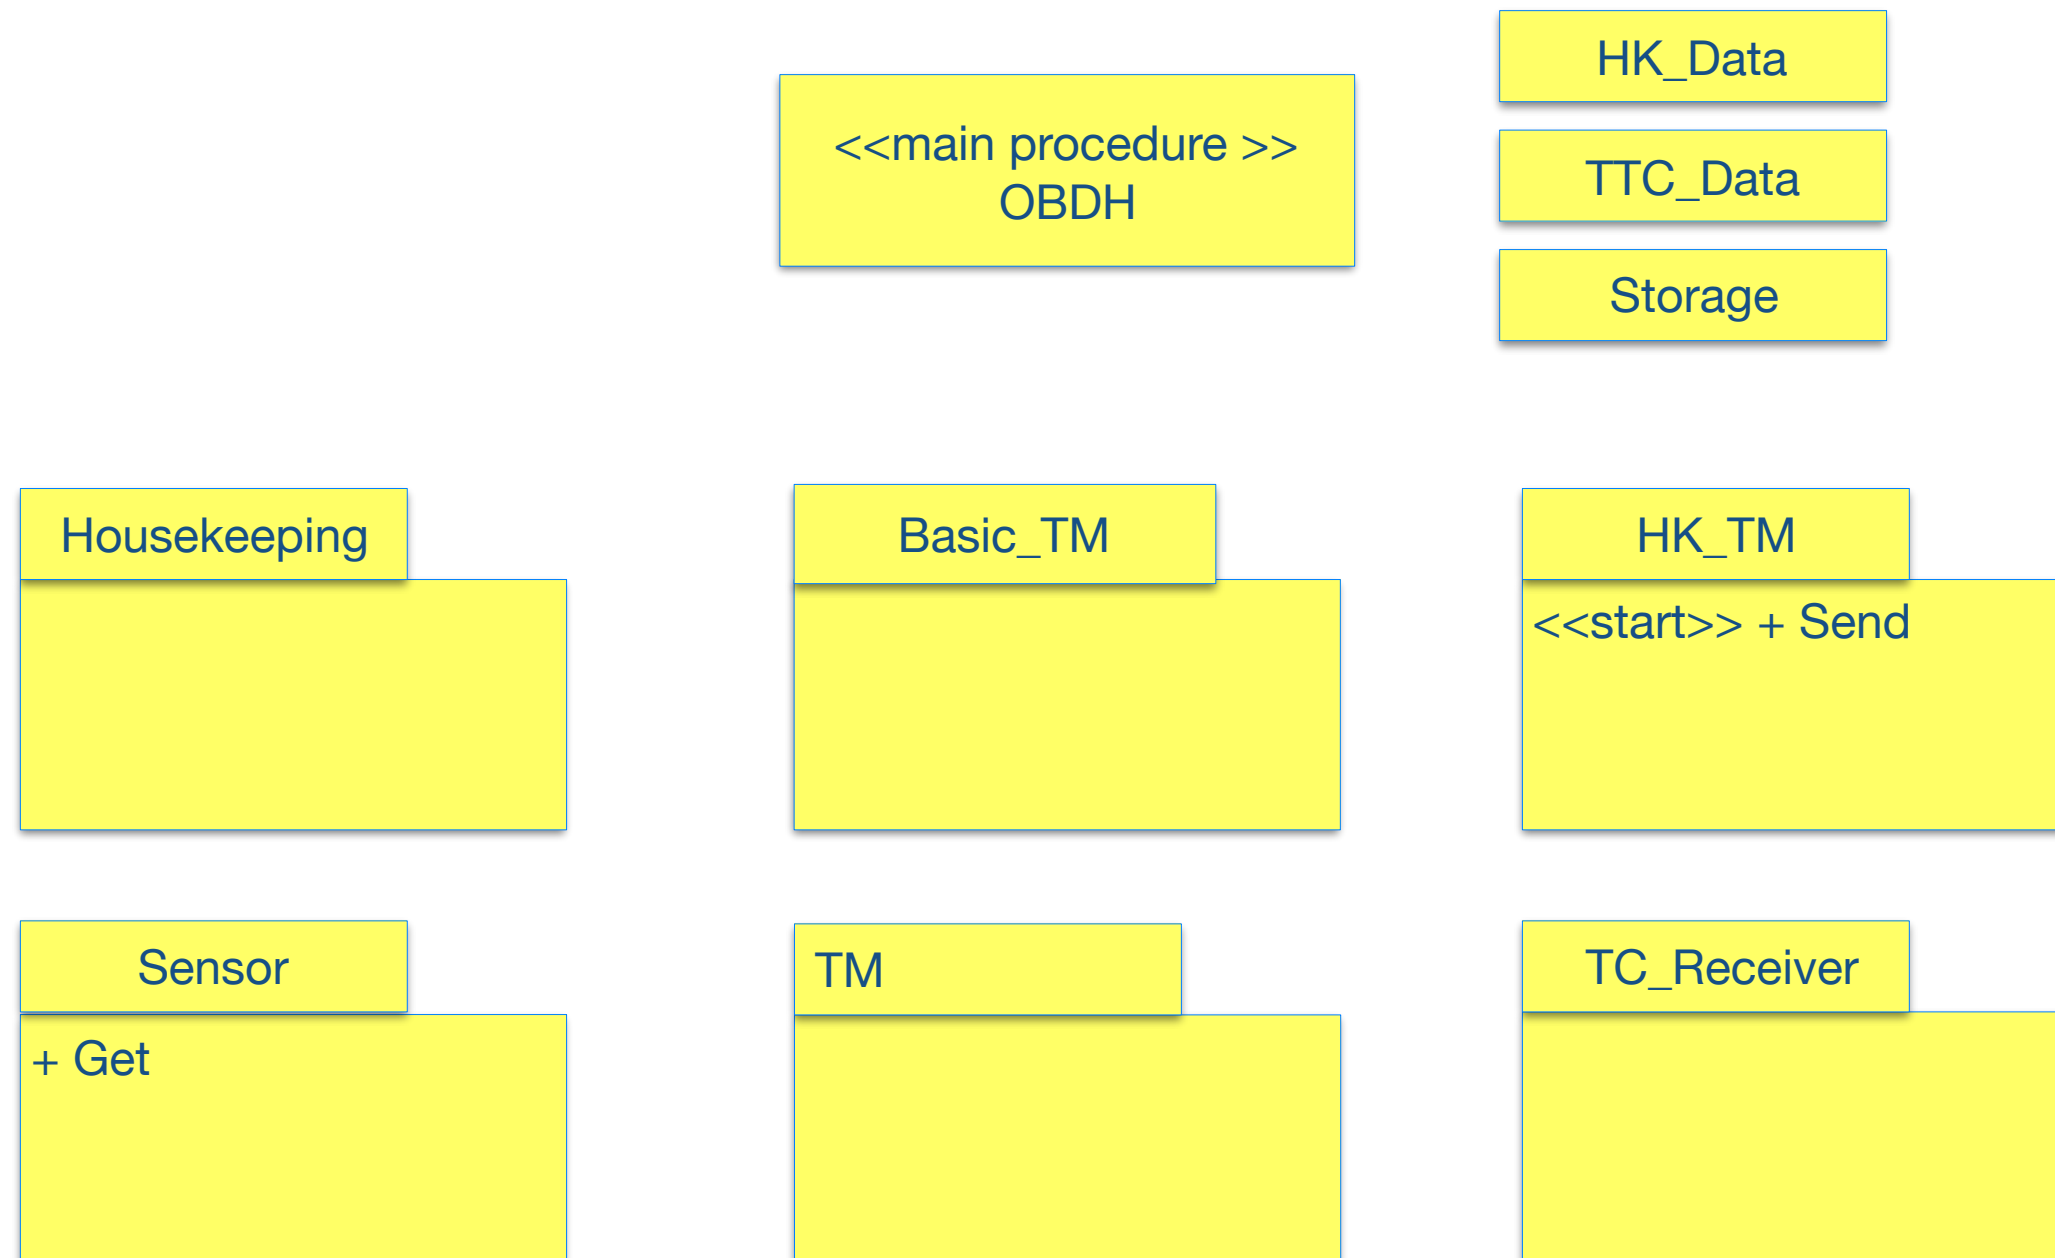 HK_Data
<<main procedure >>
OBDH
TTC_Data
Storage
Housekeeping
Basic_TM
HK_TM
<<start>> + Send
Sensor
TM
TC_Receiver
+ Get